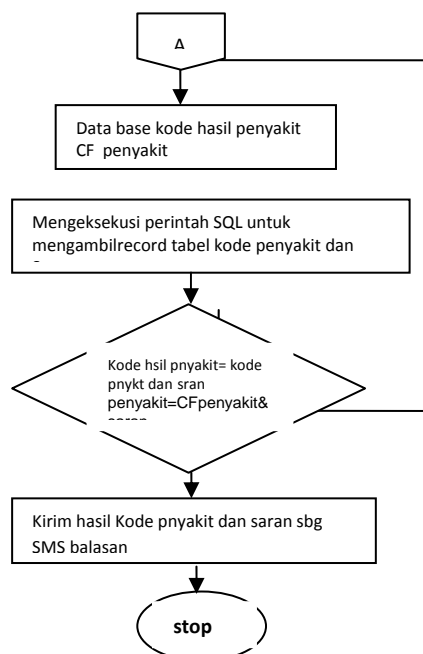 A
Data base kode hasil penyakit
CF penyakit
Mengeksekusi perintah SQL untuk
mengambilrecord tabel kode penyakit dan
Kode hsil pnyakit= kode
pnykt dan sran
penyakit=CFpenyakit&
saran
Kirim hasil Kode pnyakit dan saran sbg
SMS balasan
stop